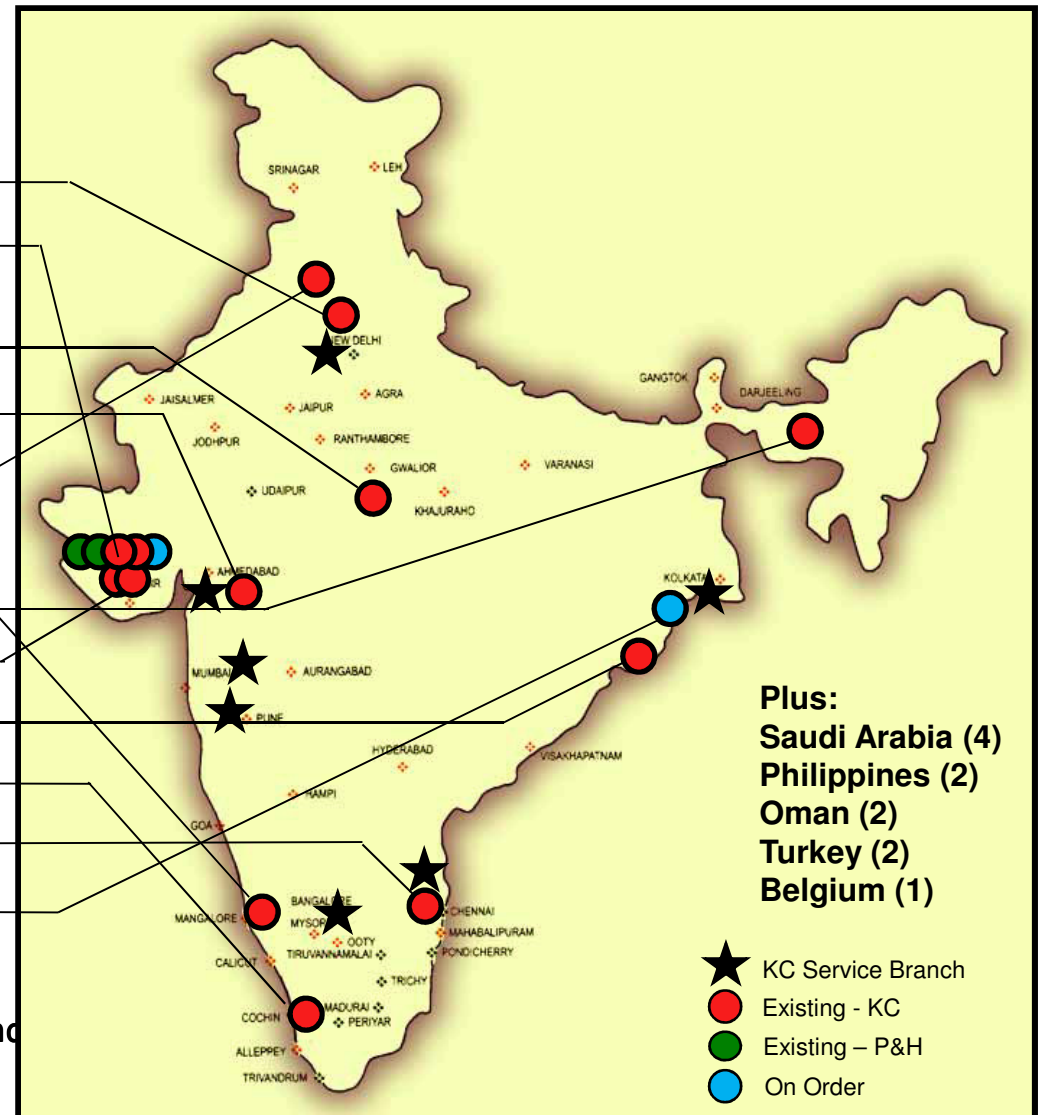 SRINAGAR
LEH
NEW DELHI
GANGTOK
DARJEELING
JAISALMER
JAIPUR
AGRA
JODHPUR
RANTHAMBORE
GWALIOR
VARANASI
UDAIPUR
KHAJURAHO
AHMEDABAD
KOLKATA
MUMBAI
AURANGABAD
PUNE
HYDERABAD
VISAKHAPATNAM
HAMPI
GOA
Plus:
Saudi Arabia (4)
Philippines (2)
Oman (2)
Turkey (2)
Belgium (1)
BANGALORE
CHENNAI
MANGALORE
MYSOR
OOTY
MAHABALIPURAM
TIRUVANNAMALAI
PONDICHERRY
CALICUT
TRICHY
MADURAI
COCHIN
PERIYAR
ALLEPPEY
TRIVANDRUM
KC Service Branch
Existing - KC
Existing – P&H
On Order